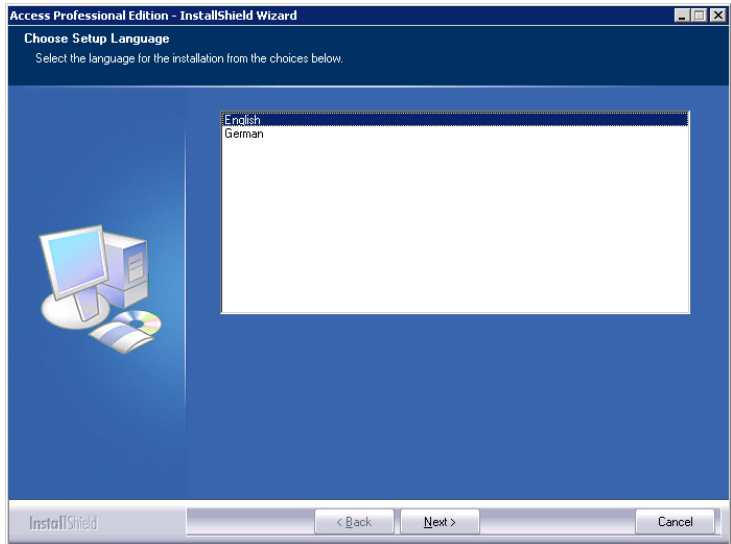 Access Professional Edition - InstallShield Wizard
Choose Setup Language
Select the language for the installation from the choices below.
English
German
InstallShield
< Back
Next >
Cancel